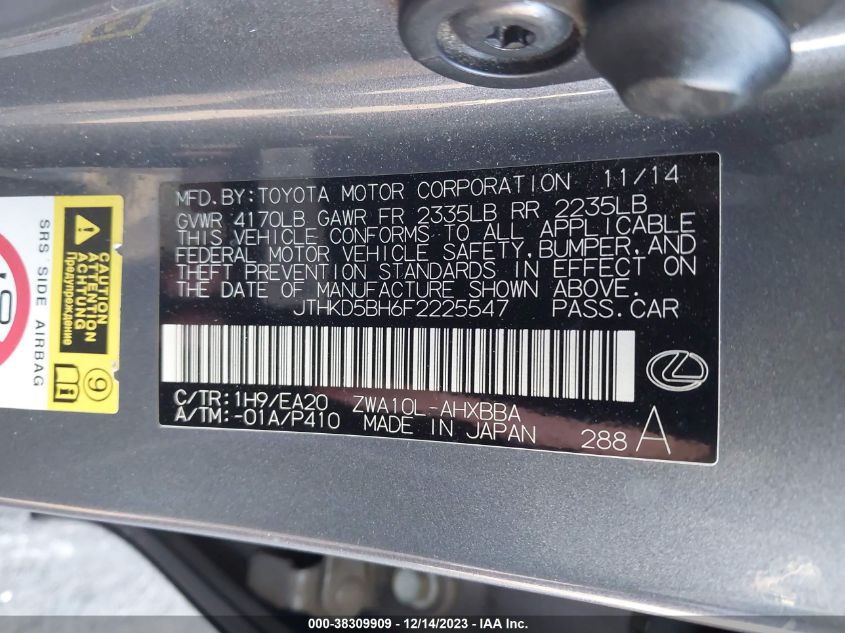 MFD.BY:TOYOTA MOTOR CORPORATION 11/14
GVWR 4170LB GAWR FR 2335LB RR 2235LB
THIS VEHICLE CONFORMS TO ALL APPLICABLE
FEDERAL MOTOR VEHICLE SAFETY,BUMPER,AND
THEFT PREVENTION STANDARDS IN EFFECT ON
THE DATE OF MANUFACTURE SHOWN ABOVE.
JTHKD5BH6F2225547 PASS.CAR
C/TR:1H9/EA20 ZWA10L-AHXBBA
A/TM:-01A/P410 MADE IN JAPAN 288 A
SRS SIDE AIRBAG
CAUTION
ATTENTION
ACHTUNG
Предупреждение
9
000-38309909 - 12/14/2023 - IAA